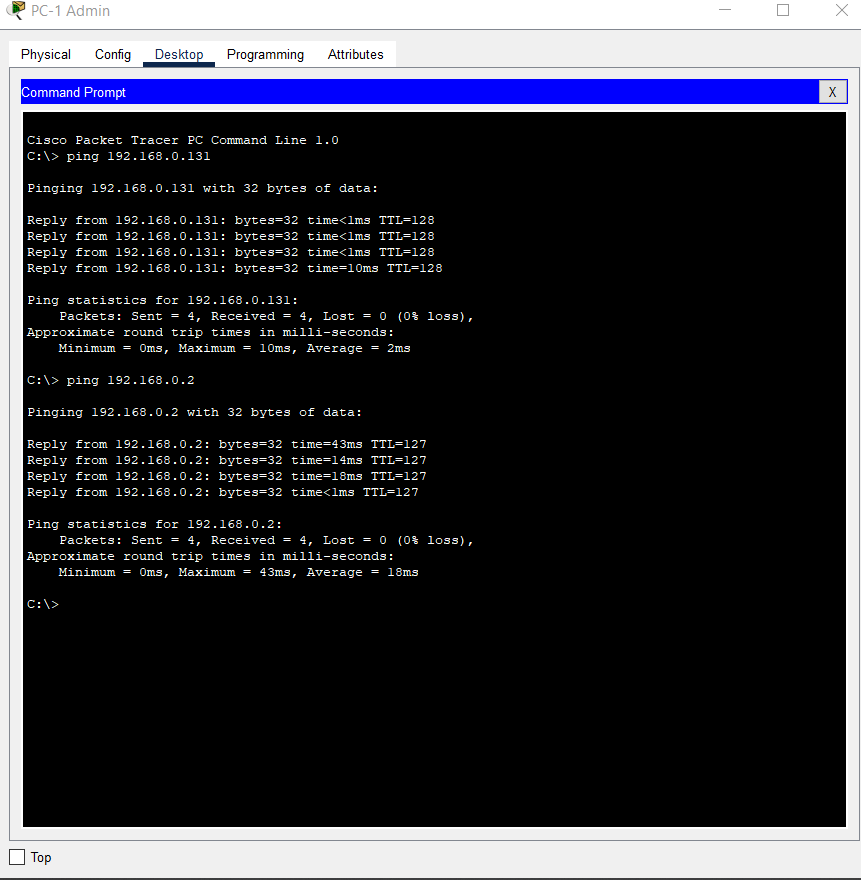 PC-1 Admin
Physical Config Desktop Programming Attributes
Command Prompt X
Cisco Packet Tracer PC Command Line 1.0
C:\> ping 192.168.0.131
Pinging 192.168.0.131 with 32 bytes of data:
Reply from 192.168.0.131: bytes=32 time<1ms TTL=128
Reply from 192.168.0.131: bytes=32 time<1ms TTL=128
Reply from 192.168.0.131: bytes=32 time<1ms TTL=128
Reply from 192.168.0.131: bytes=32 time=10ms TTL=128
Ping statistics for 192.168.0.131:
    Packets: Sent = 4, Received = 4, Lost = 0 (0% loss),
Approximate round trip times in milli-seconds:
    Minimum = 0ms, Maximum = 10ms, Average = 2ms
C:\> ping 192.168.0.2
Pinging 192.168.0.2 with 32 bytes of data:
Reply from 192.168.0.2: bytes=32 time=43ms TTL=127
Reply from 192.168.0.2: bytes=32 time=14ms TTL=127
Reply from 192.168.0.2: bytes=32 time=18ms TTL=127
Reply from 192.168.0.2: bytes=32 time<1ms TTL=127
Ping statistics for 192.168.0.2:
    Packets: Sent = 4, Received = 4, Lost = 0 (0% loss),
Approximate round trip times in milli-seconds:
    Minimum = 0ms, Maximum = 43ms, Average = 18ms
C:\>
Top